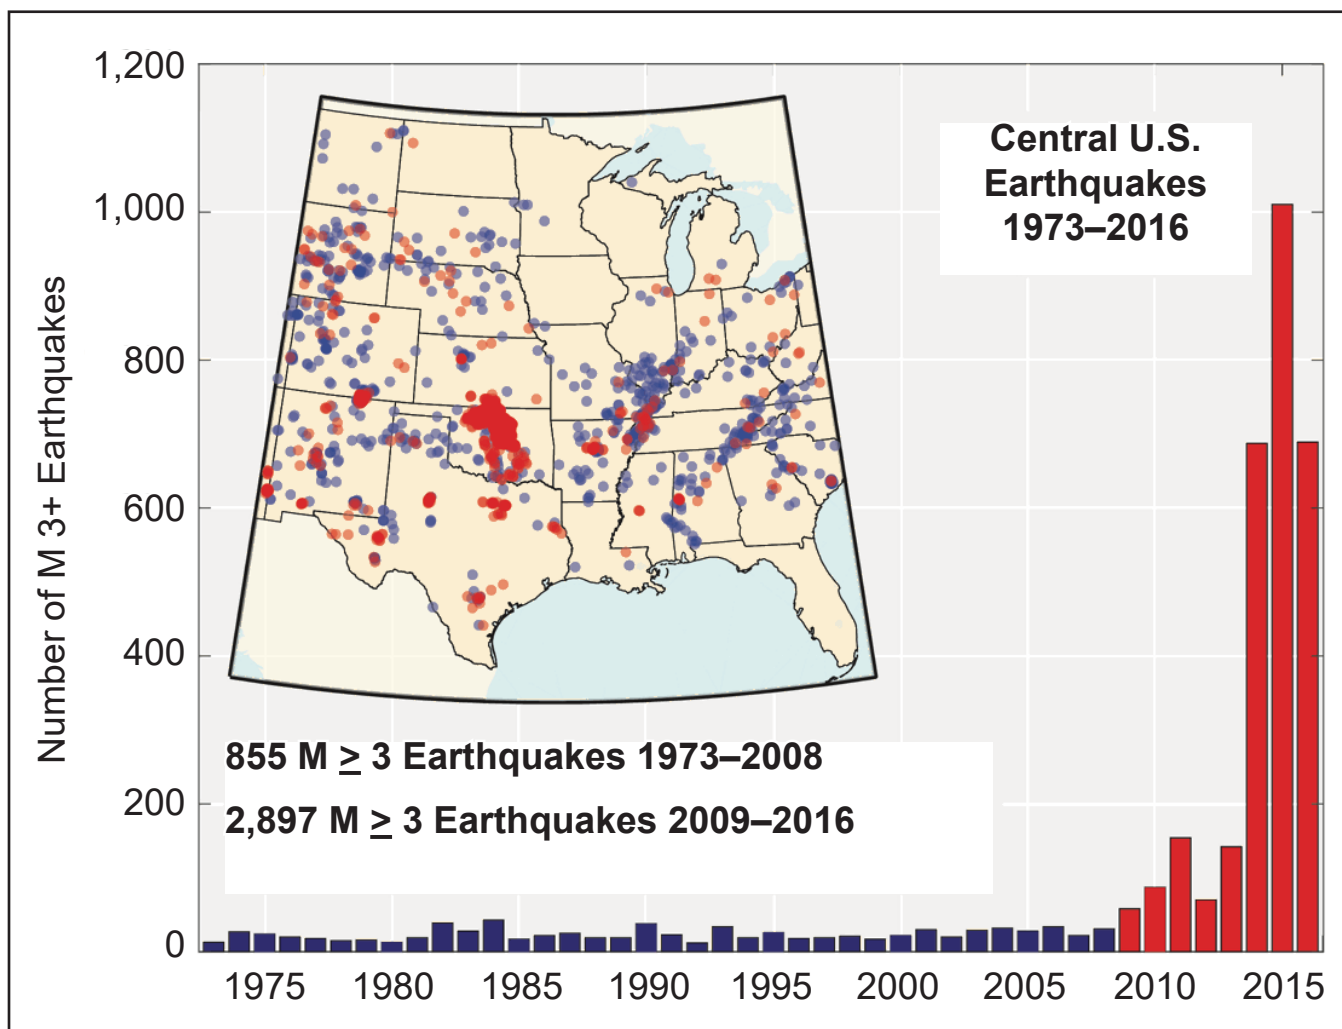 1,200
1,000
800
600
400
200
0
Number of M 3+ Earthquakes
Central U.S.
Earthquakes
1973–2016
855 M ≥ 3 Earthquakes 1973–2008
2,897 M ≥ 3 Earthquakes 2009–2016
1975 1980 1985 1990 1995 2000 2005 2010 2015